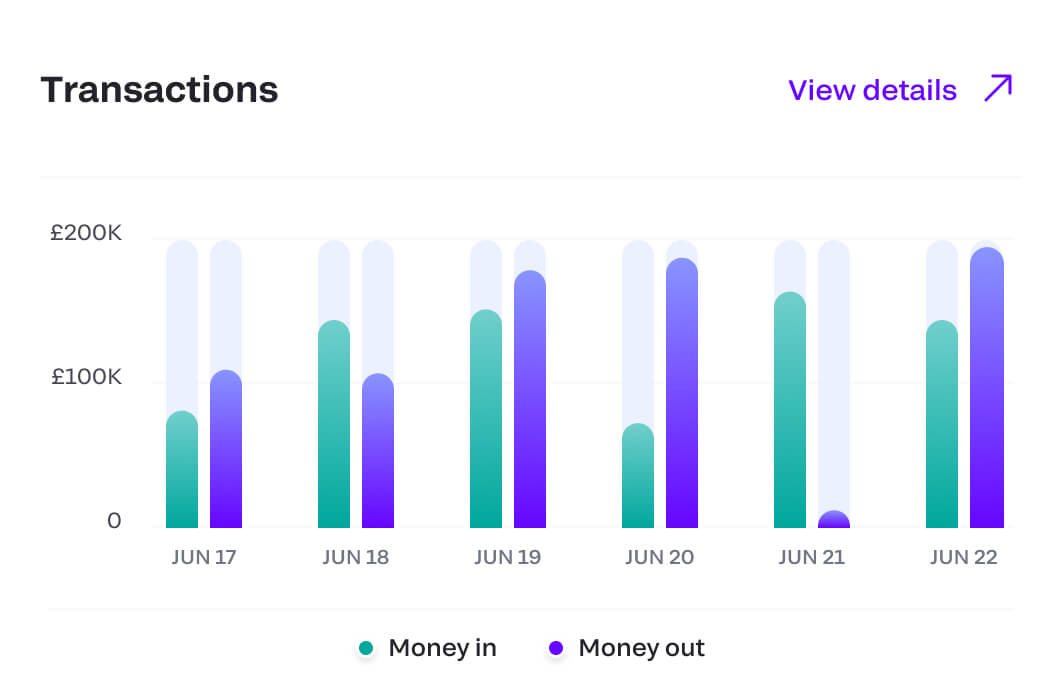 Transactions
View details
£200K
£100K
0
JUN 17
JUN 18
JUN 19
JUN 20
JUN 21
JUN 22
Money in
Money out